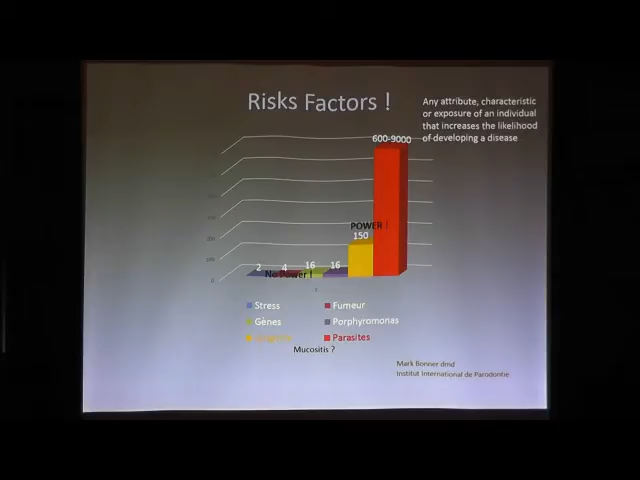 Risks Factors !
Any attribute, characteristic
or exposure of an individual
that increases the likelihood
of developing a disease
600-9000
POWER !
150
2
4
16
16
No Power !
0
Stress
Fumeur
Gènes
Porphyromonas
Parasites
Mucositis ?
Mark Bonner dmd
Institut International de Parodontie